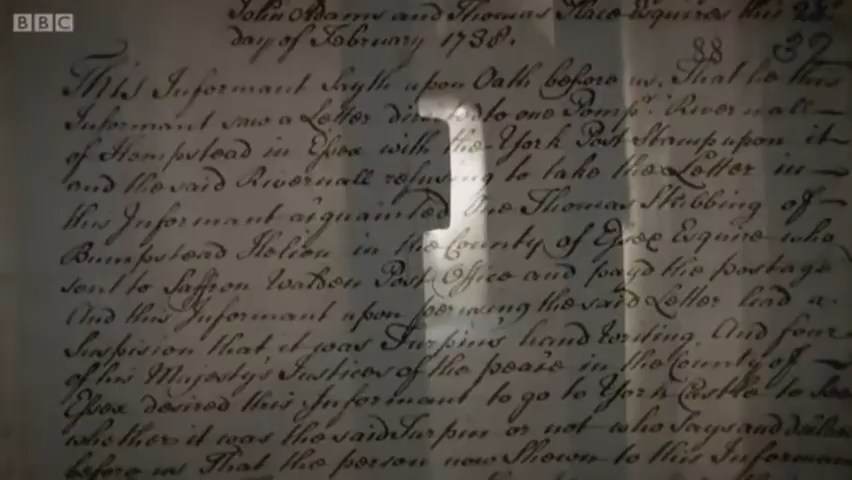 BBC
John Adams and Thomas Place Esquires this 23:
day of February 1738.
88 39
This Informant Sayth upon Oath before us. That he this
Informant saw a Letter directed to one Pompr. Rivernall
of Hempstead in Essex with the York Post Stamp upon it
and the said Rivernall refusing to take the Letter in
this Informant acquainted One Thomas Stubbing of
Bumpstead Helion in the County of Essex Esquire who
sent to Saffron Walden Post Office and payd the postage
And this Informant upon perusing the said Letter had a
Suspision that it was Turpin's hand Writing. And four
of his Majesty's Justices of the peace in the County of
Essex desired this Informant to go to York Castle to See
whether it was the said Turpin or not who Says and
before us That the person now Shown to this Informant